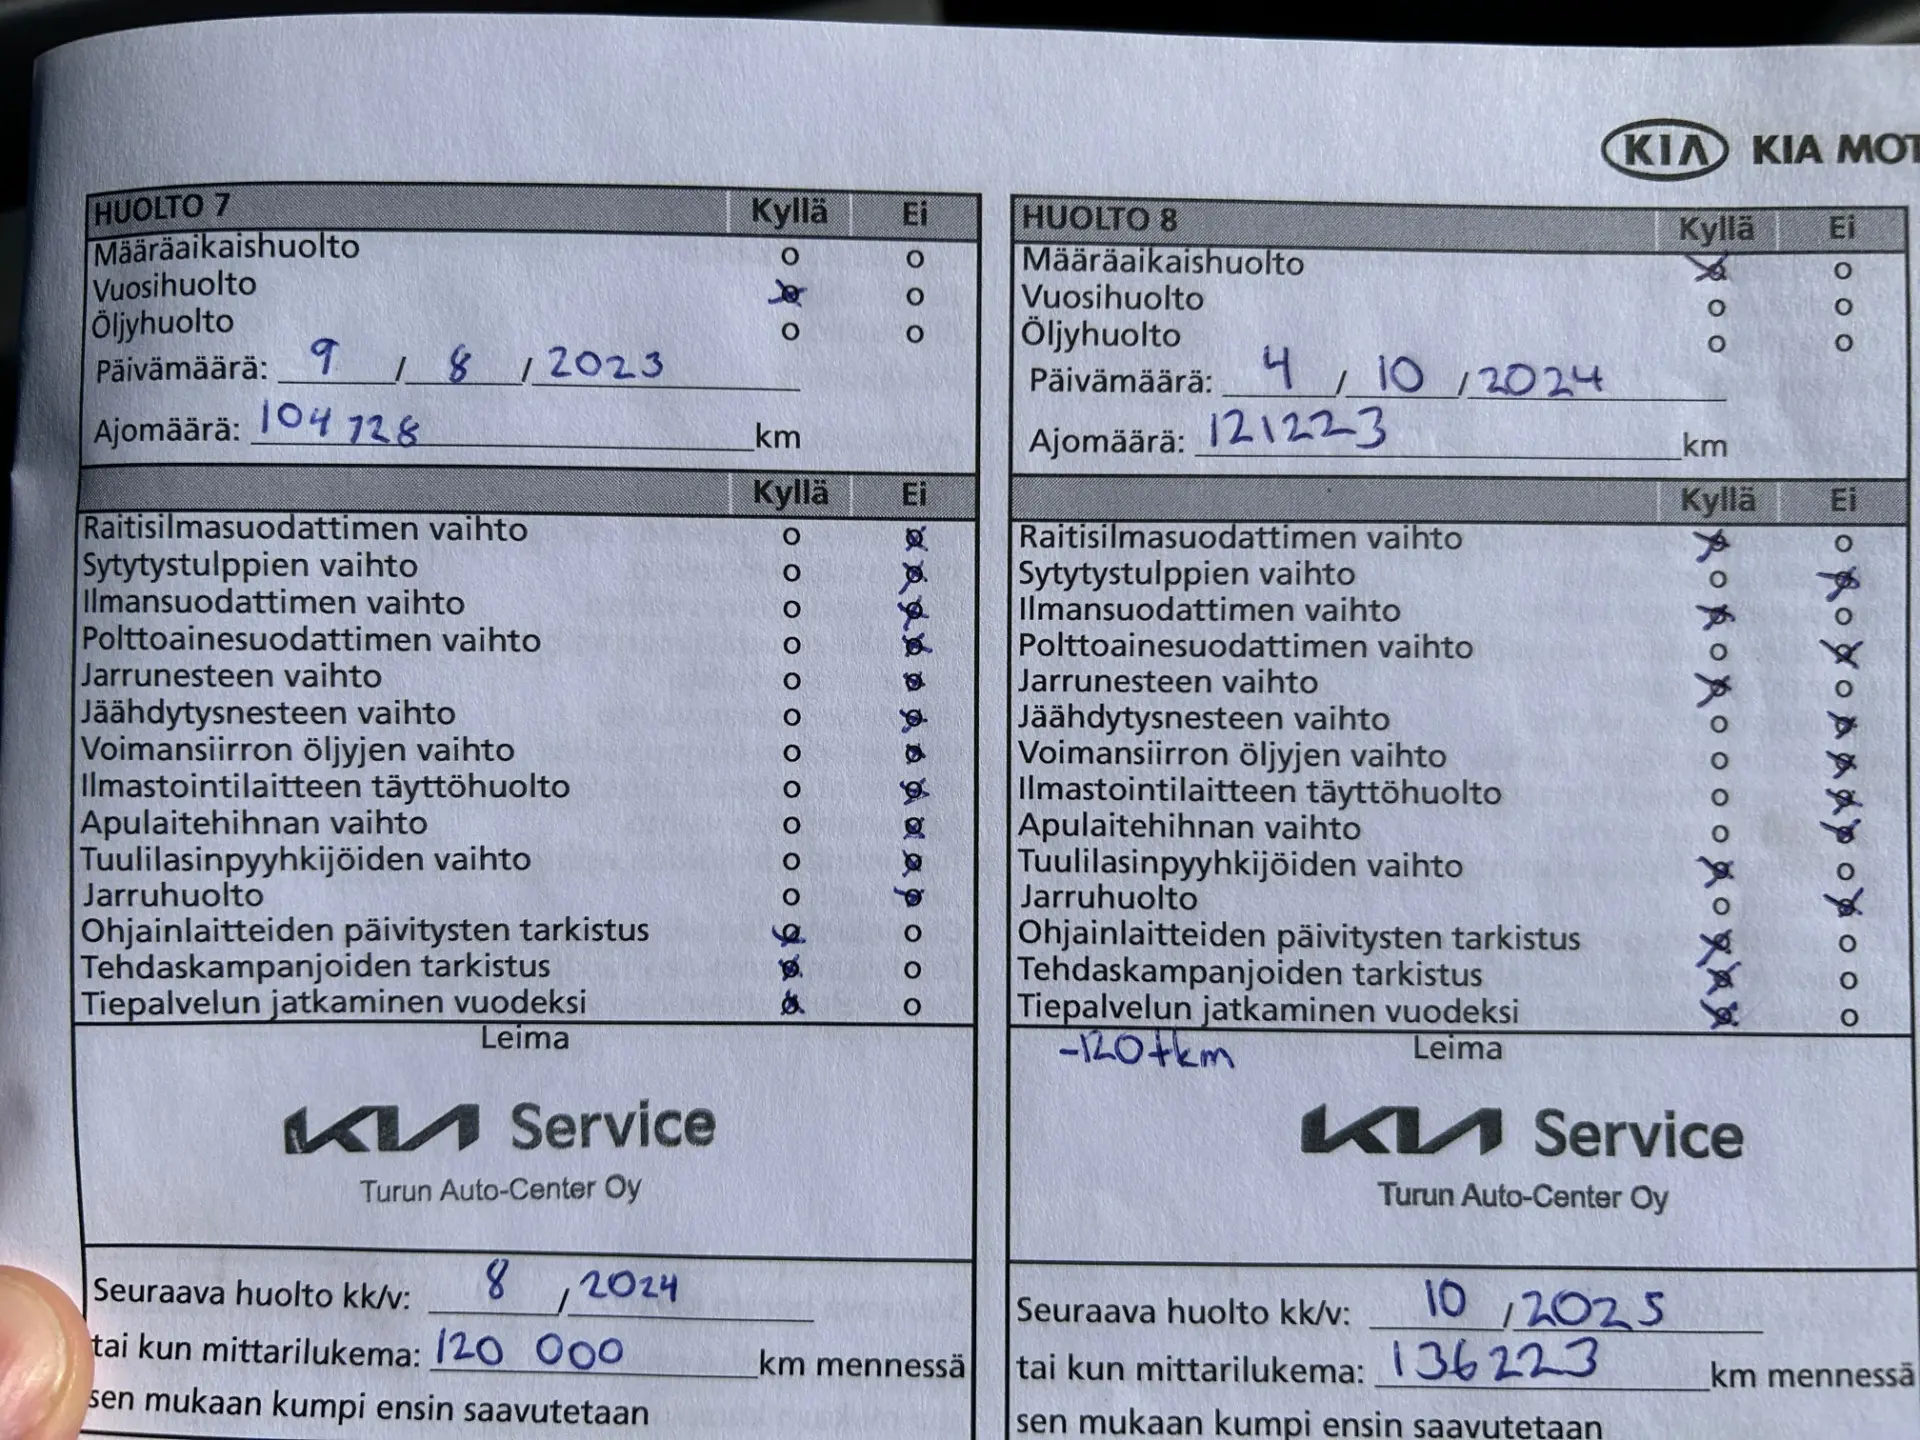 KIA KIA MOT
HUOLTO 7 Kyllä Ei
Määräaikaishuolto o o
Vuosihuolto o o
Öljyhuolto o o
Päivämäärä: 9 / 8 / 2023
Ajomäärä: 104 728 km
Kyllä Ei
Raitisilmasuodattimen vaihto o o
Sytytystulppien vaihto o o
Ilmansuodattimen vaihto o o
Polttoainesuodattimen vaihto o o
Jarrunesteen vaihto o o
Jäähdytysnesteen vaihto o o
Voimansiirron öljyjen vaihto o o
Ilmastointilaitteen täyttöhuolto o o
Apulaitehihnan vaihto o o
Tuulilasinpyyhkijöiden vaihto o o
Jarruhuolto o o
Ohjainlaitteiden päivitysten tarkistus o o
Tehdaskampanjoiden tarkistus o o
Tiepalvelun jatkaminen vuodeksi o o
Leima
KIA Service
Turun Auto-Center Oy
Seuraava huolto kk/v: 8 / 2024
tai kun mittarilukema: 120 000 km mennessä
sen mukaan kumpi ensin saavutetaan
HUOLTO 8 Kyllä Ei
Määräaikaishuolto o o
Vuosihuolto o o
Öljyhuolto o o
Päivämäärä: 4 / 10 / 2024
Ajomäärä: 121223 km
Kyllä Ei
Raitisilmasuodattimen vaihto o o
Sytytystulppien vaihto o o
Ilmansuodattimen vaihto o o
Polttoainesuodattimen vaihto o o
Jarrunesteen vaihto o o
Jäähdytysnesteen vaihto o o
Voimansiirron öljyjen vaihto o o
Ilmastointilaitteen täyttöhuolto o o
Apulaitehihnan vaihto o o
Tuulilasinpyyhkijöiden vaihto o o
Jarruhuolto o o
Ohjainlaitteiden päivitysten tarkistus o o
Tehdaskampanjoiden tarkistus o o
Tiepalvelun jatkaminen vuodeksi o o
-120tkm Leima
KIA Service
Turun Auto-Center Oy
Seuraava huolto kk/v: 10 / 2025
tai kun mittarilukema: 136223 km mennessä
sen mukaan kumpi ensin saavutetaan